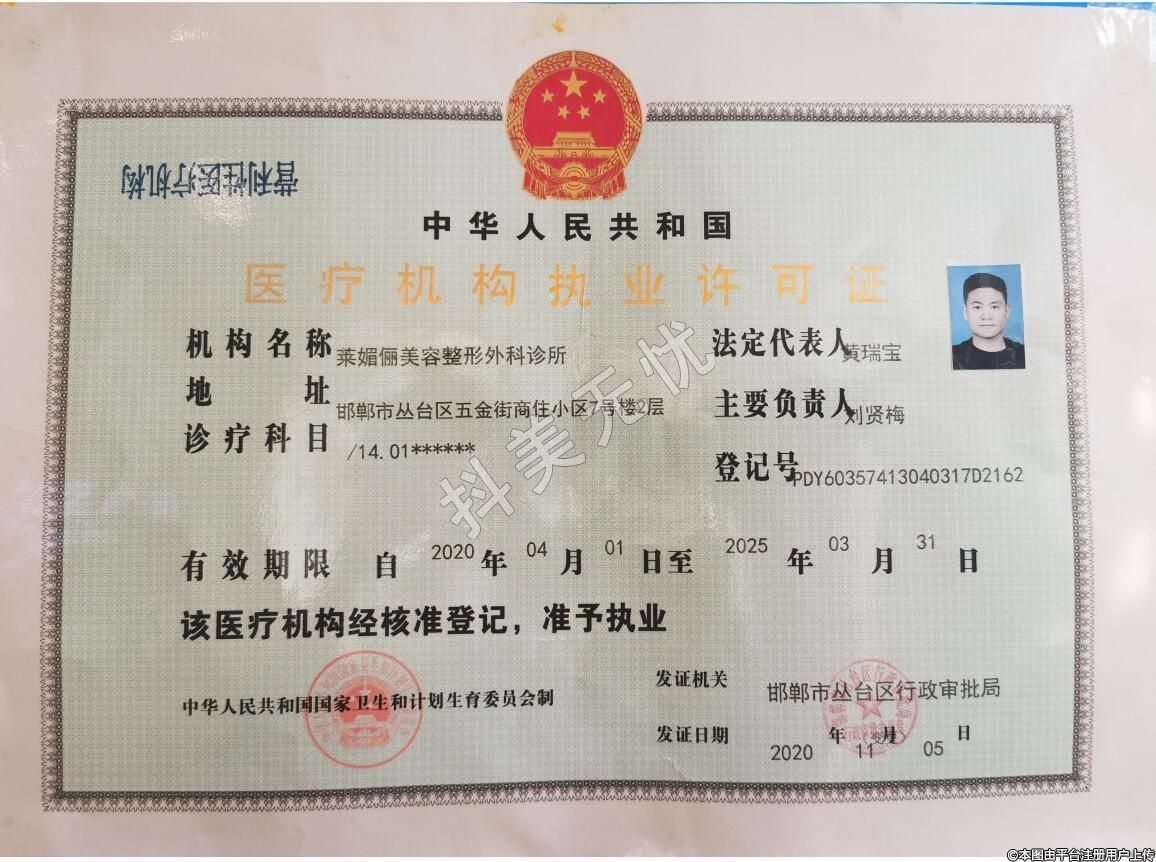 营利性医疗机构
中华人民共和国
医疗机构执业许可证
机构名称 莱媚俪美容整形外科诊所
法定代表人 黄瑞宝
地址 邯郸市丛台区五金街商住小区7号楼2层
主要负责人 刘贤梅
诊疗科目 /14.01******
登记号 PDY60357413040317D2162
抖美无忧
有效期限 自 2020 年 04 月 01 日至 2025 年 03 月 31 日
该医疗机构经核准登记，准予执业
中华人民共和国国家卫生和计划生育委员会制
发证机关 邯郸市丛台区行政审批局
发证日期 2020 年 11 月 05 日
(变更)
©本图由平台注册用户上传